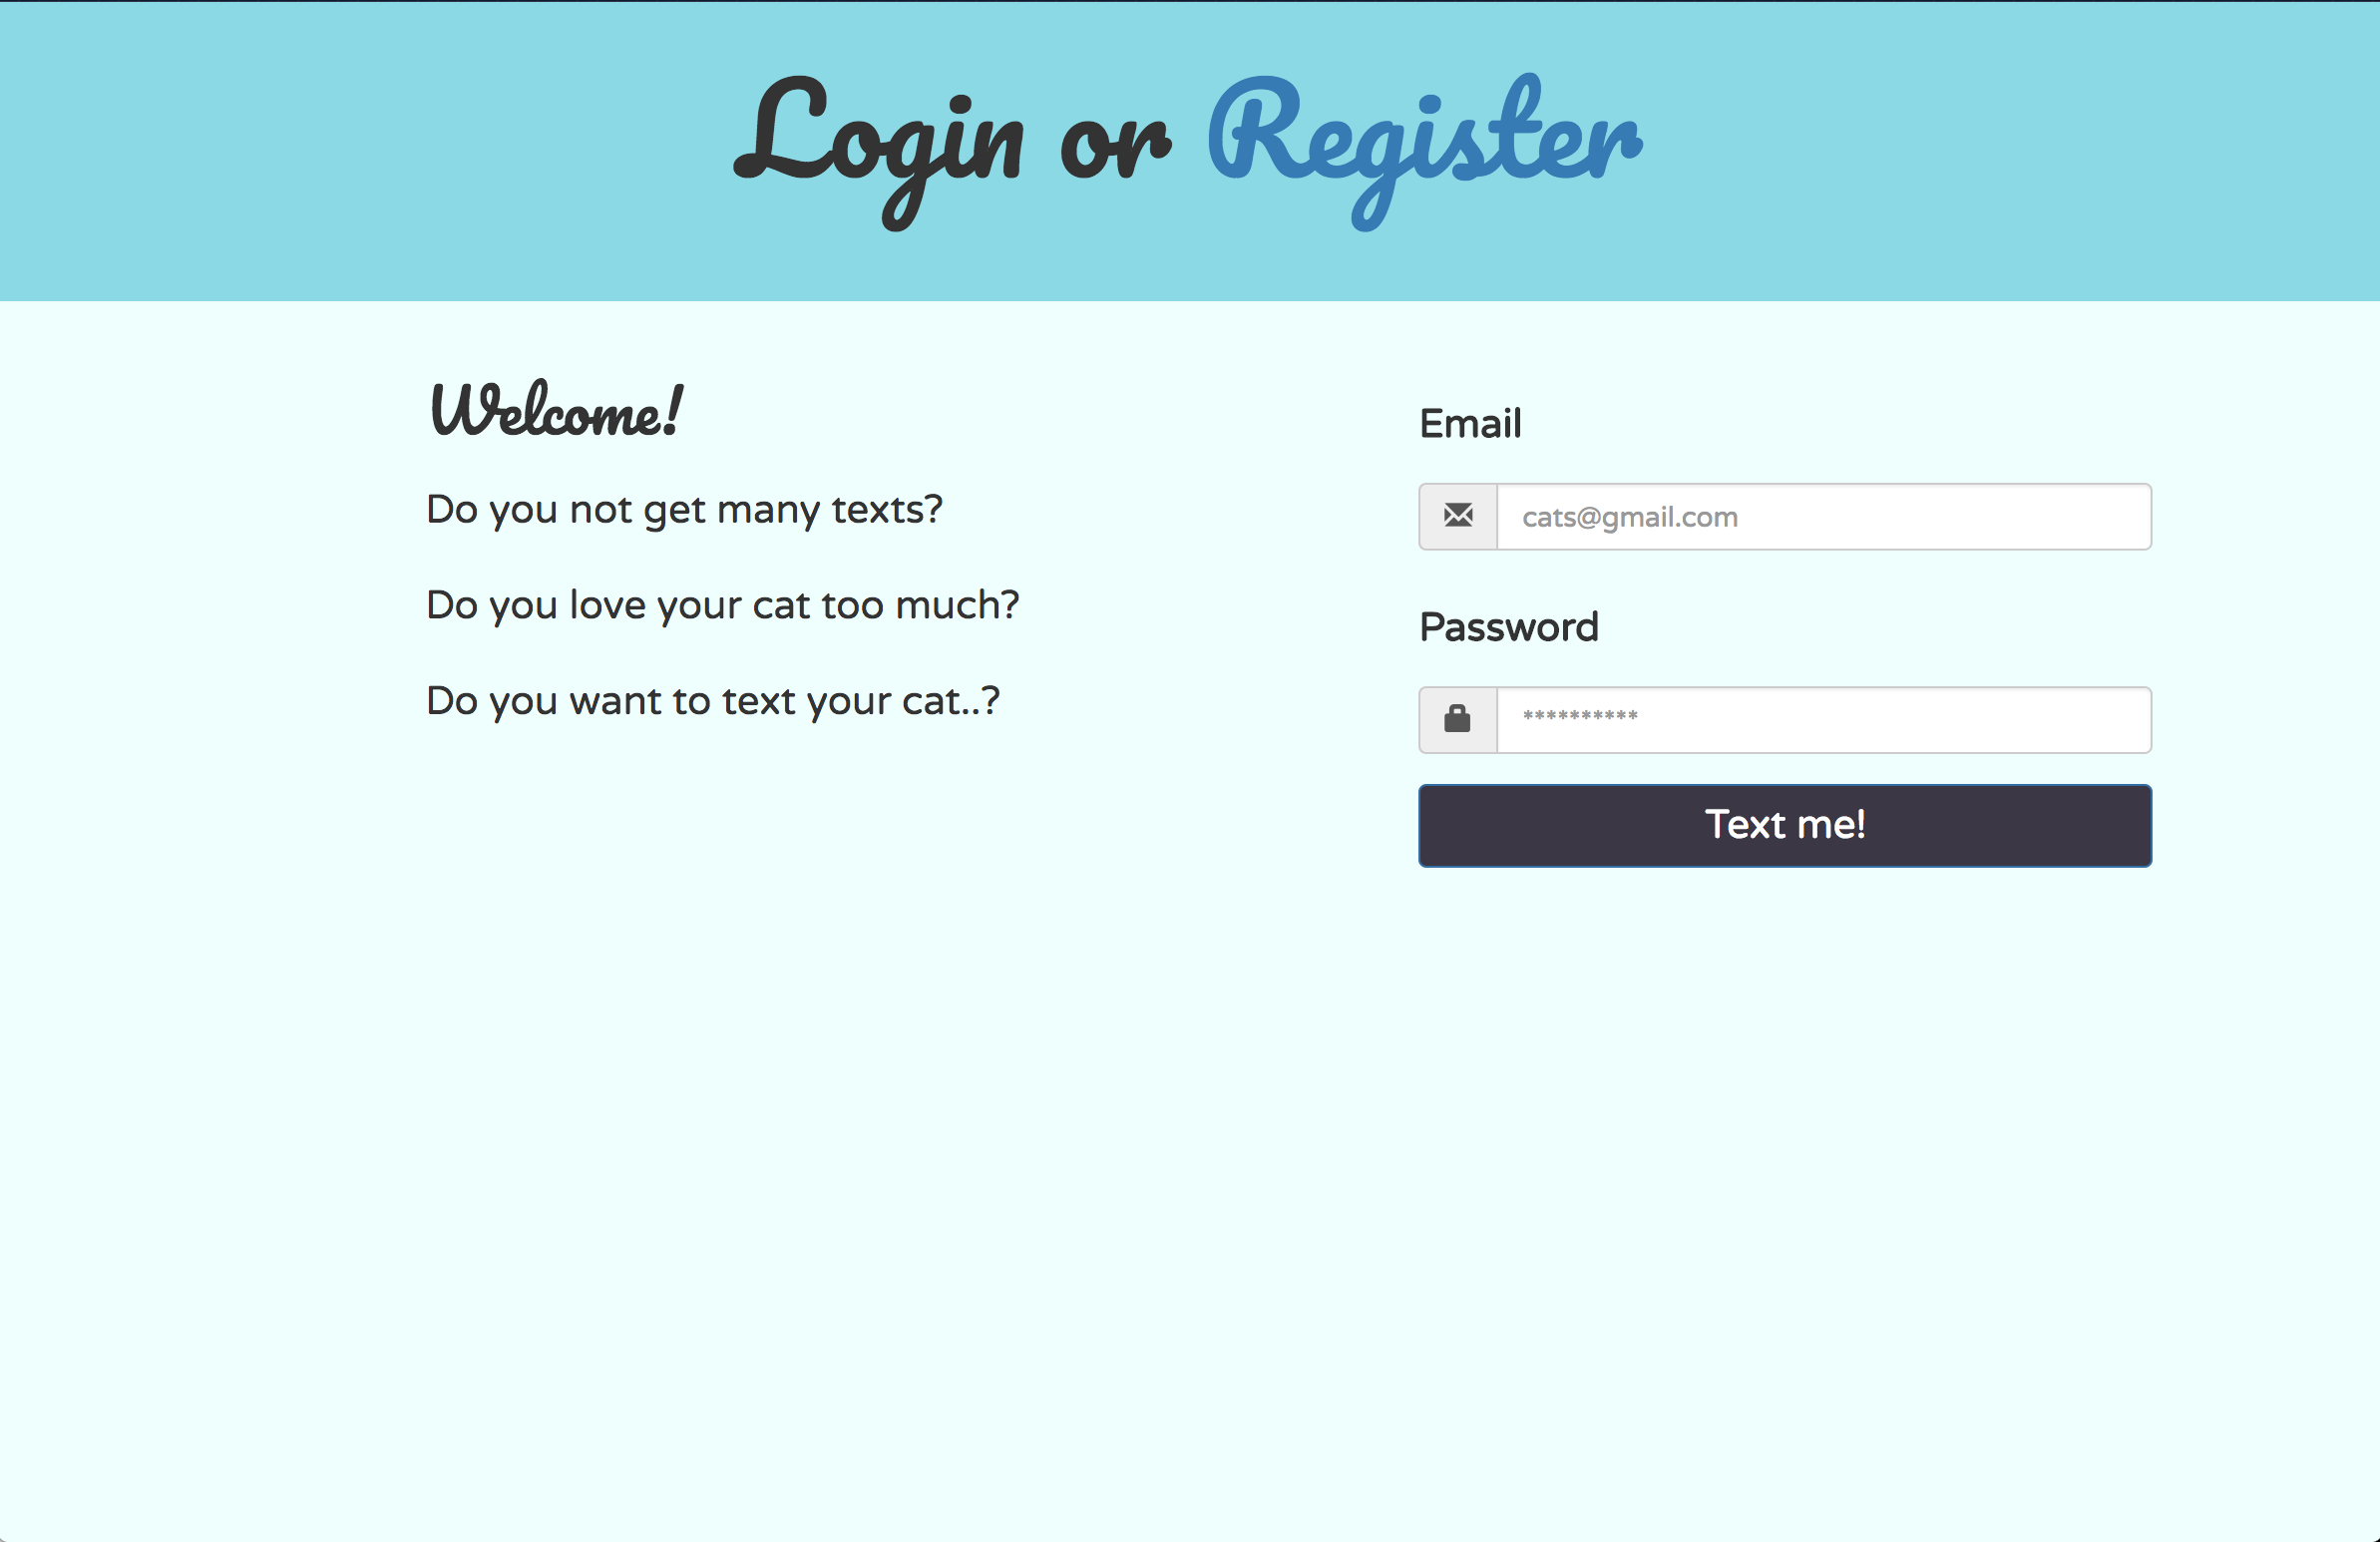 Login or Register
Welcome!
Do you not get many texts?
Do you love your cat too much?
Do you want to text your cat..?
Email
cats@gmail.com
Password
**********
Text me!